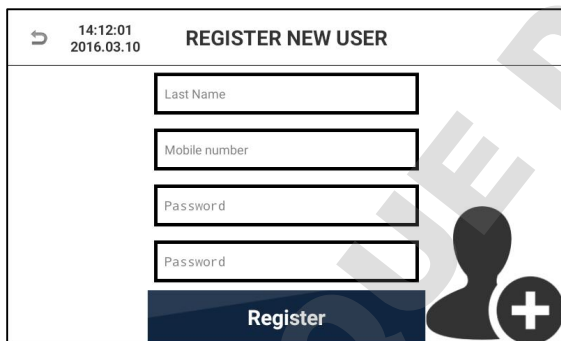 14:12:01
2016.03.10
REGISTER NEW USER
Last Name
Mobile number
Password
Password
Register